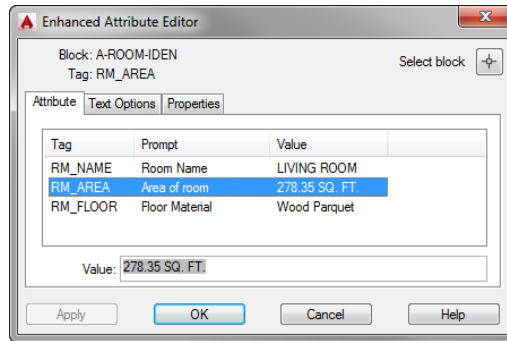 Enhanced Attribute Editor
Block: A-ROOM-IDEN
Select block
Tag: RM_AREA
Attribute Text Options Properties
Tag Prompt Value
RM_NAME Room Name LIVING ROOM
RM_AREA Area of room 278.35 SQ. FT.
RM_FLOOR Floor Material Wood Parquet
Value: 278.35 SQ. FT.
Apply OK Cancel Help